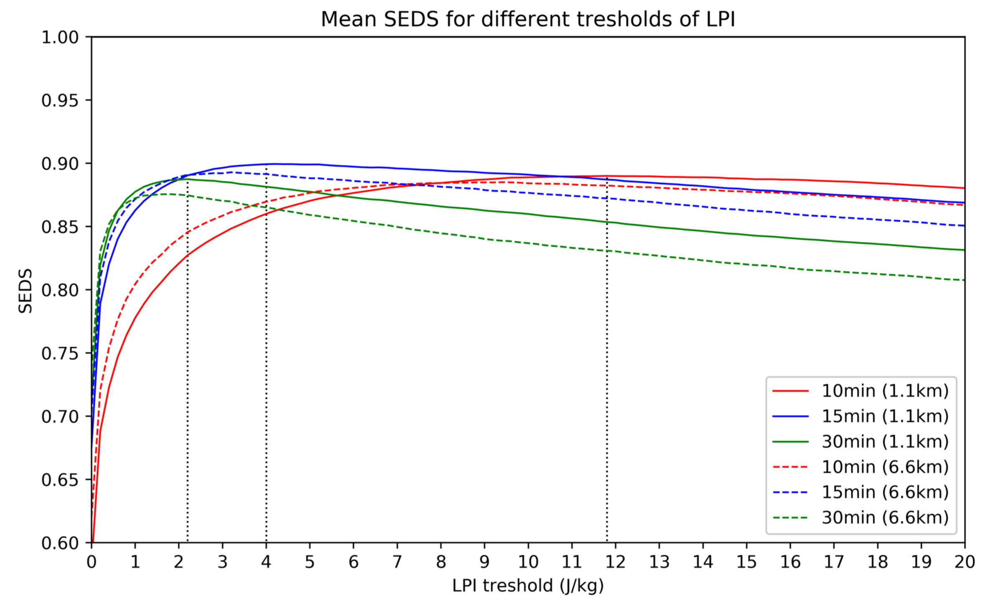 Mean SEDS for different tresholds of LPI
1.00
0.95
0.90
0.85
0.80
0.75
0.70
0.65
0.60
SEDS
0 1 2 3 4 5 6 7 8 9 10 11 12 13 14 15 16 17 18 19 20
LPI treshold (J/kg)
10min (1.1km)
15min (1.1km)
30min (1.1km)
10min (6.6km)
15min (6.6km)
30min (6.6km)